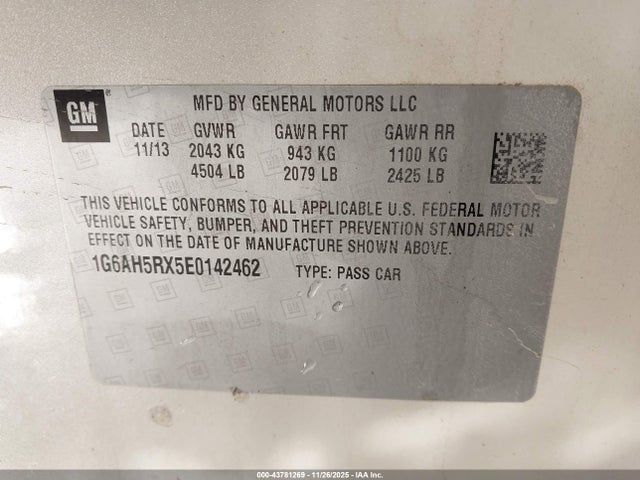 GM
MFD BY GENERAL MOTORS LLC
DATE GVWR GAWR FRT GAWR RR
11/13 2043 KG 943 KG 1100 KG
4504 LB 2079 LB 2425 LB
THIS VEHICLE CONFORMS TO ALL APPLICABLE U.S. FEDERAL MOTOR
VEHICLE SAFETY, BUMPER, AND THEFT PREVENTION STANDARDS IN
EFFECT ON THE DATE OF MANUFACTURE SHOWN ABOVE.
1G6AH5RX5E0142462 TYPE: PASS CAR
000-43781269 - 11/26/2025 - IAA Inc.